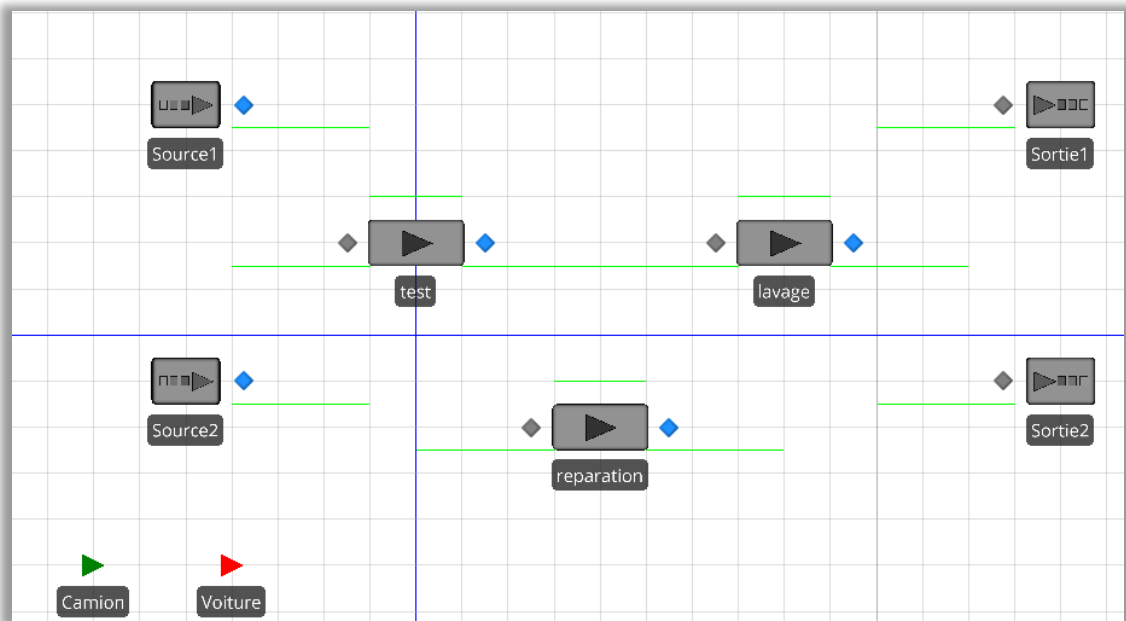 Source1
Sortie1
test
lavage
Source2
Sortie2
reparation
Camion
Voiture